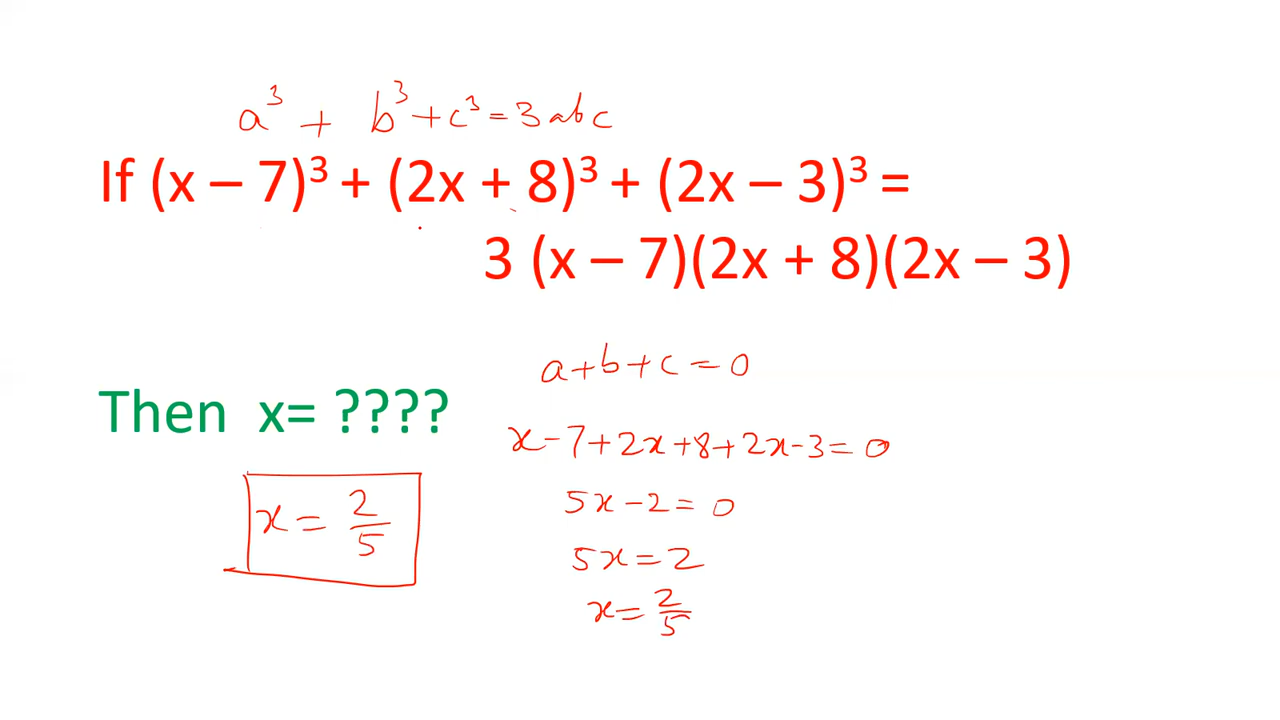 a³ + b³ + c³ = 3abc
If (x – 7)³ + (2x + 8)³ + (2x – 3)³ =
3 (x – 7)(2x + 8)(2x – 3)
a+b+c=0
Then x= ????
x-7+2x+8+2x-3=0
5x-2=0
x = 2/5
5x=2
x=2/5